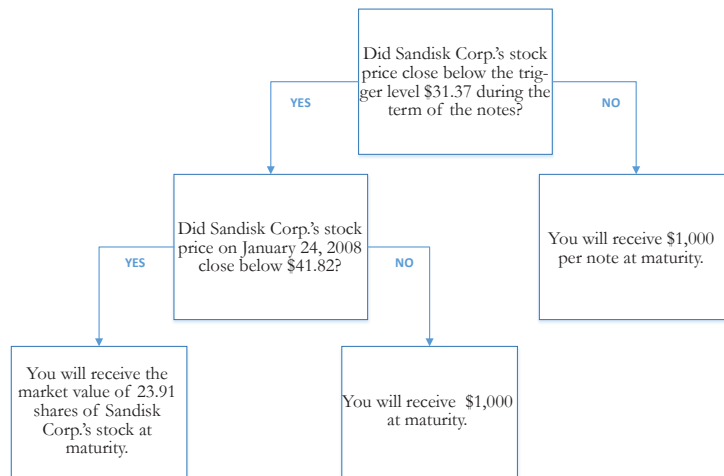 Did Sandisk Corp.'s stock
price close below the trig-
ger level $31.37 during the
term of the notes?
YES
NO
Did Sandisk Corp.'s stock
price on January 24, 2008
close below $41.82?
You will receive $1,000
per note at maturity.
YES
NO
You will receive the
market value of 23.91
shares of Sandisk
Corp.'s stock at
maturity.
You will receive $1,000
at maturity.